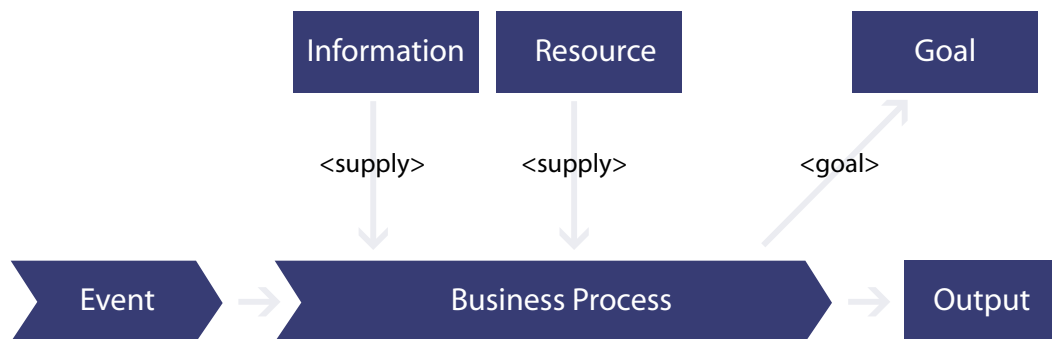 Information
Resource
Goal
<supply>
<supply>
<goal>
Event
Business Process
Output